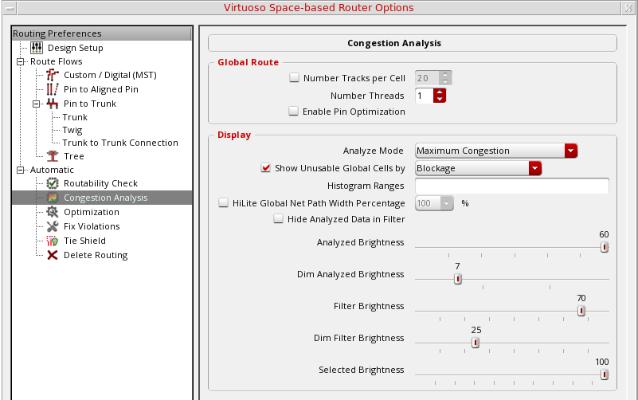 Virtuoso Space-based Router Options
Routing Preferences
Design Setup
Route Flows
Custom / Digital (MST)
Pin to Aligned Pin
Pin to Trunk
Trunk
Twig
Trunk to Trunk Connection
Tree
Automatic
Routability Check
Congestion Analysis
Optimization
Fix Violations
Tie Shield
Delete Routing
Congestion Analysis
Global Route
Number Tracks per Cell 20
Number Threads 1
Enable Pin Optimization
Display
Analyze Mode Maximum Congestion
Show Unusable Global Cells by Blockage
Histogram Ranges
HiLite Global Net Path Width Percentage 100 %
Hide Analyzed Data in Filter
60
Analyzed Brightness
7
Dim Analyzed Brightness
70
Filter Brightness
25
Dim Filter Brightness
100
Selected Brightness